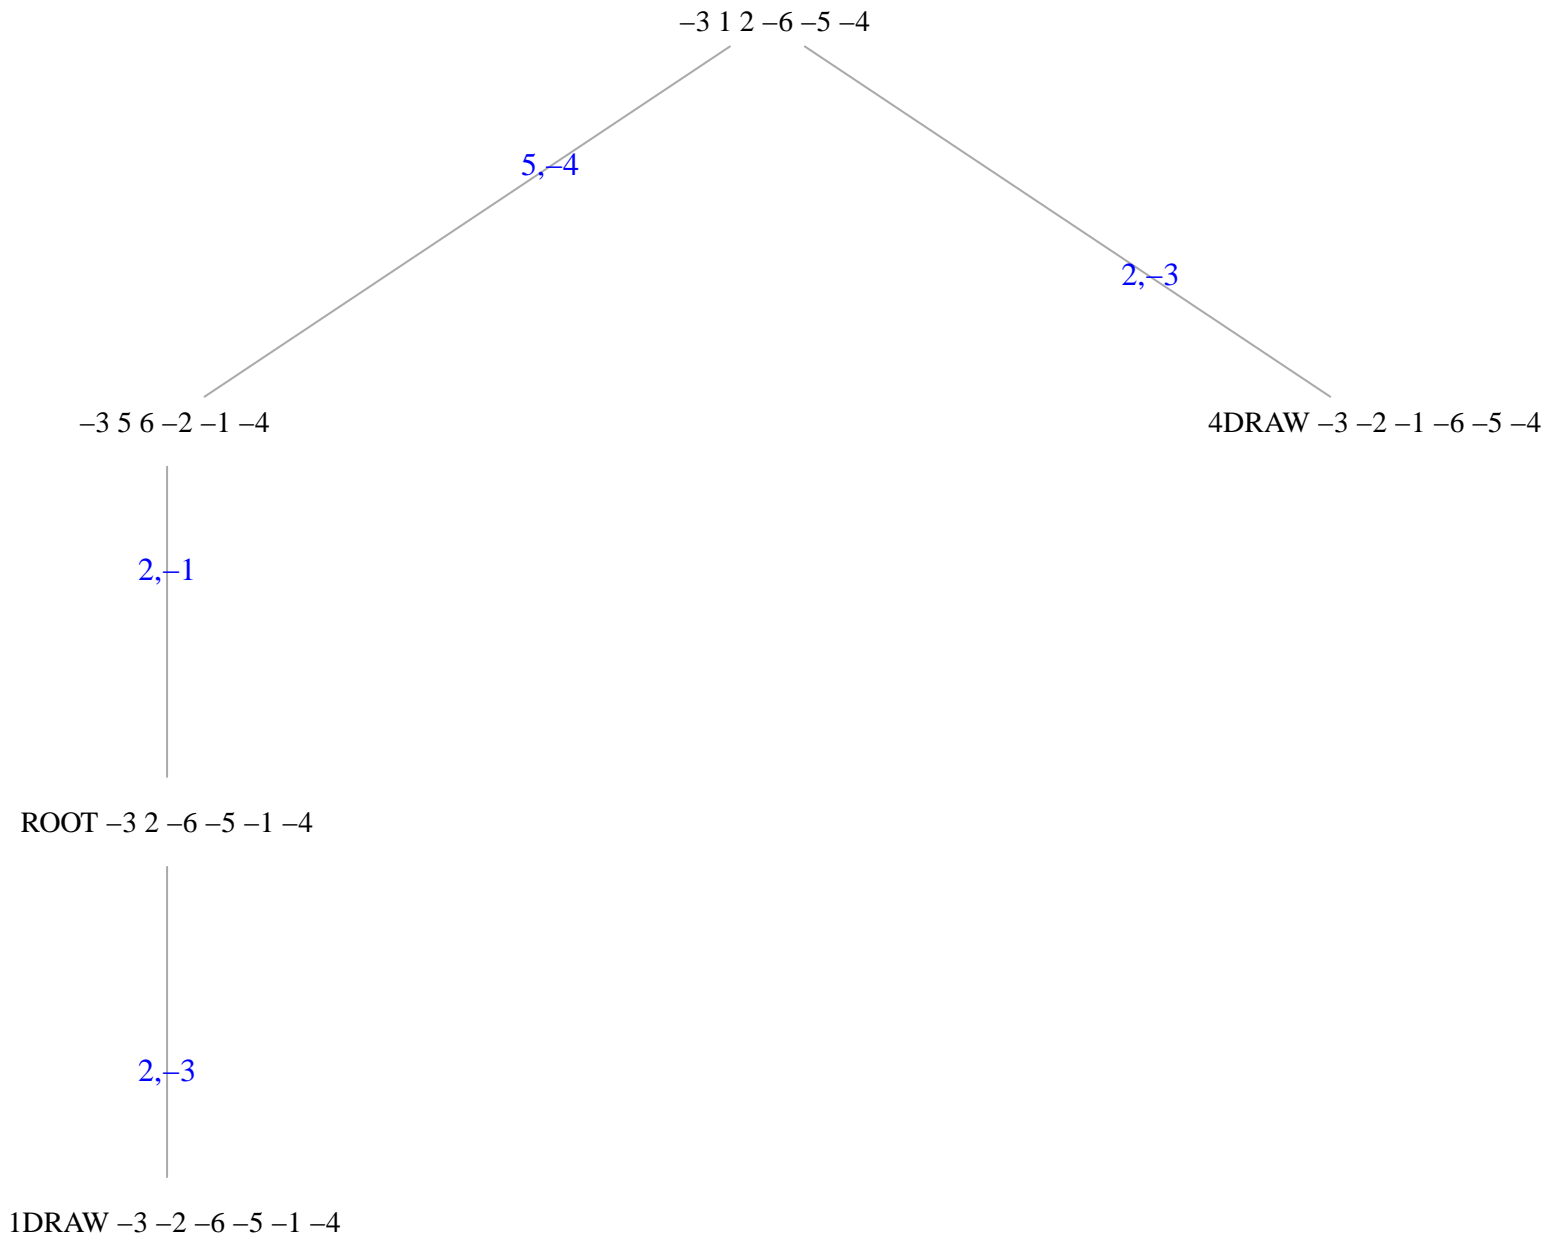 –3 1 2 –6 –5 –4
5,–4
2,–3
–3 5 6 –2 –1 –4
4DRAW –3 –2 –1 –6 –5 –4
2,–1
ROOT –3 2 –6 –5 –1 –4
2,–3
1DRAW –3 –2 –6 –5 –1 –4